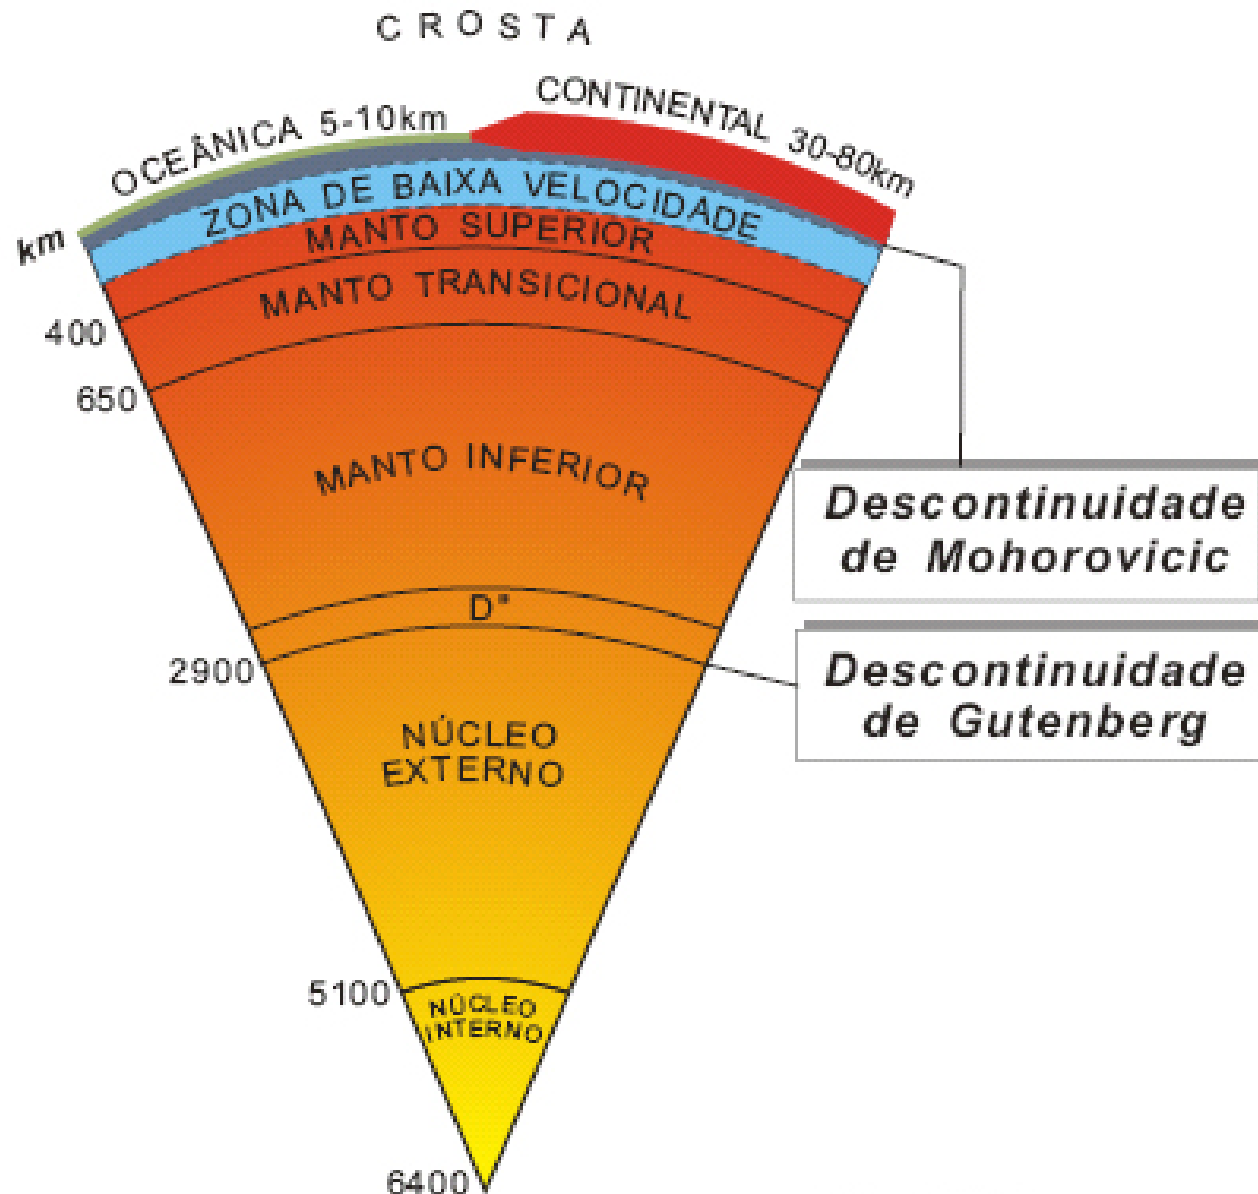 CROSTA
OCEÂNICA 5-10km
CONTINENTAL 30-80km
km
ZONA DE BAIXA VELOCIDADE
MANTO SUPERIOR
MANTO TRANSICIONAL
400
650
MANTO INFERIOR
Descontinuidade
de Mohorovicic
D"
2900
Descontinuidade
de Gutenberg
NÚCLEO
EXTERNO
5100
NÚCLEO
INTERNO
6400